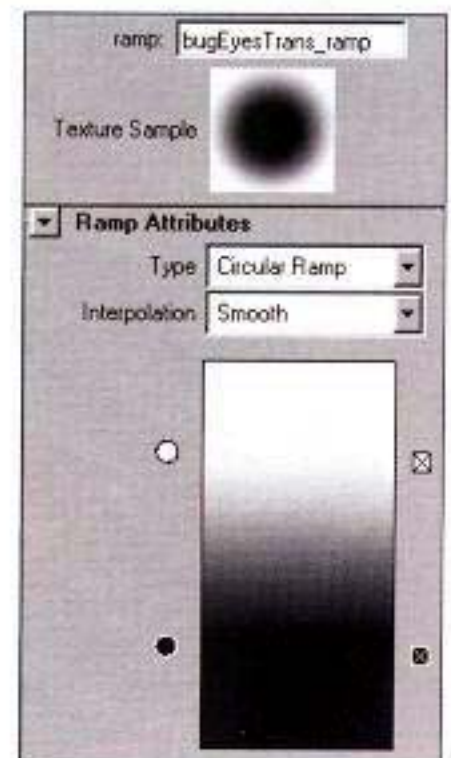 ramp: bugEyesTrans_ramp
Texture Sample
Ramp Attributes
Type Circular Ramp
Interpolation Smooth